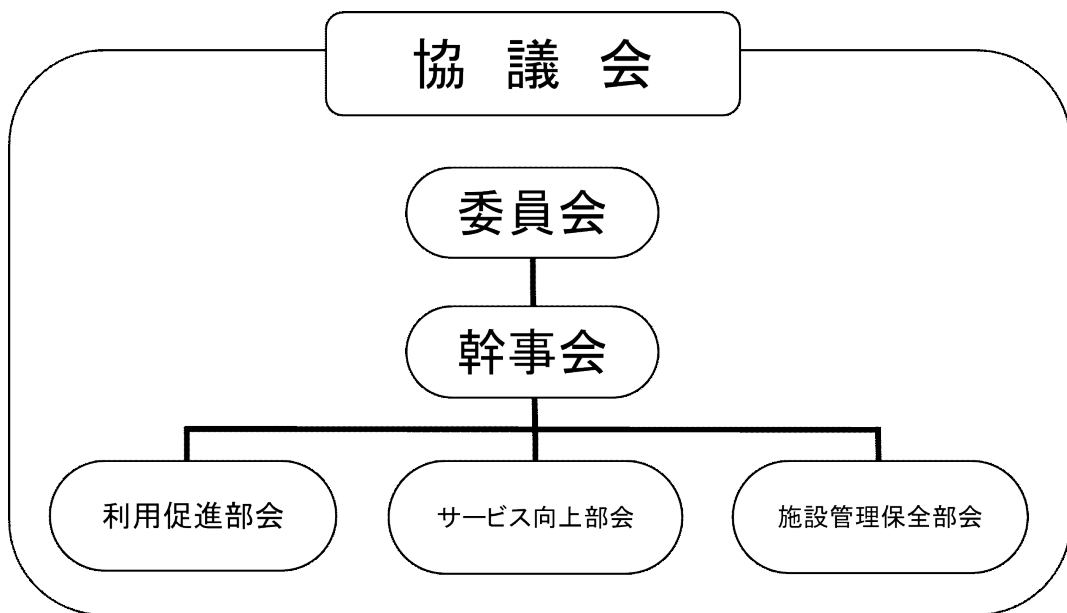 協 議 会
委員会
幹事会
利用促進部会
サービス向上部会
施設管理保全部会